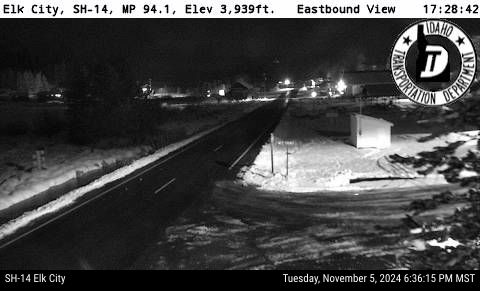 Elk City, SH-14, MP 94.1, Elev 3,939ft. Eastbound View 17:28:42
IDAHO
TRANSPORTATION DEPARTMENT
SH-14 Elk City
Tuesday, November 5, 2024 6:36:15 PM MST